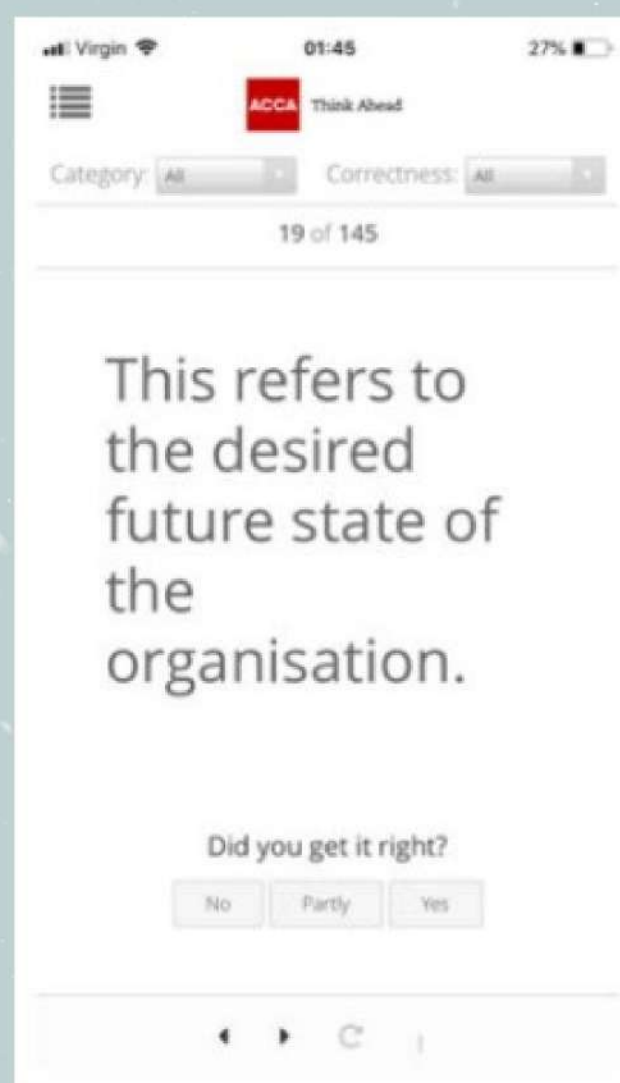 Virgin 01:45 27%
ACCA Think Ahead
Category: All Correctness: All
19 of 145
This refers to
the desired
future state of
the
organisation.
Did you get it right?
No Partly Yes